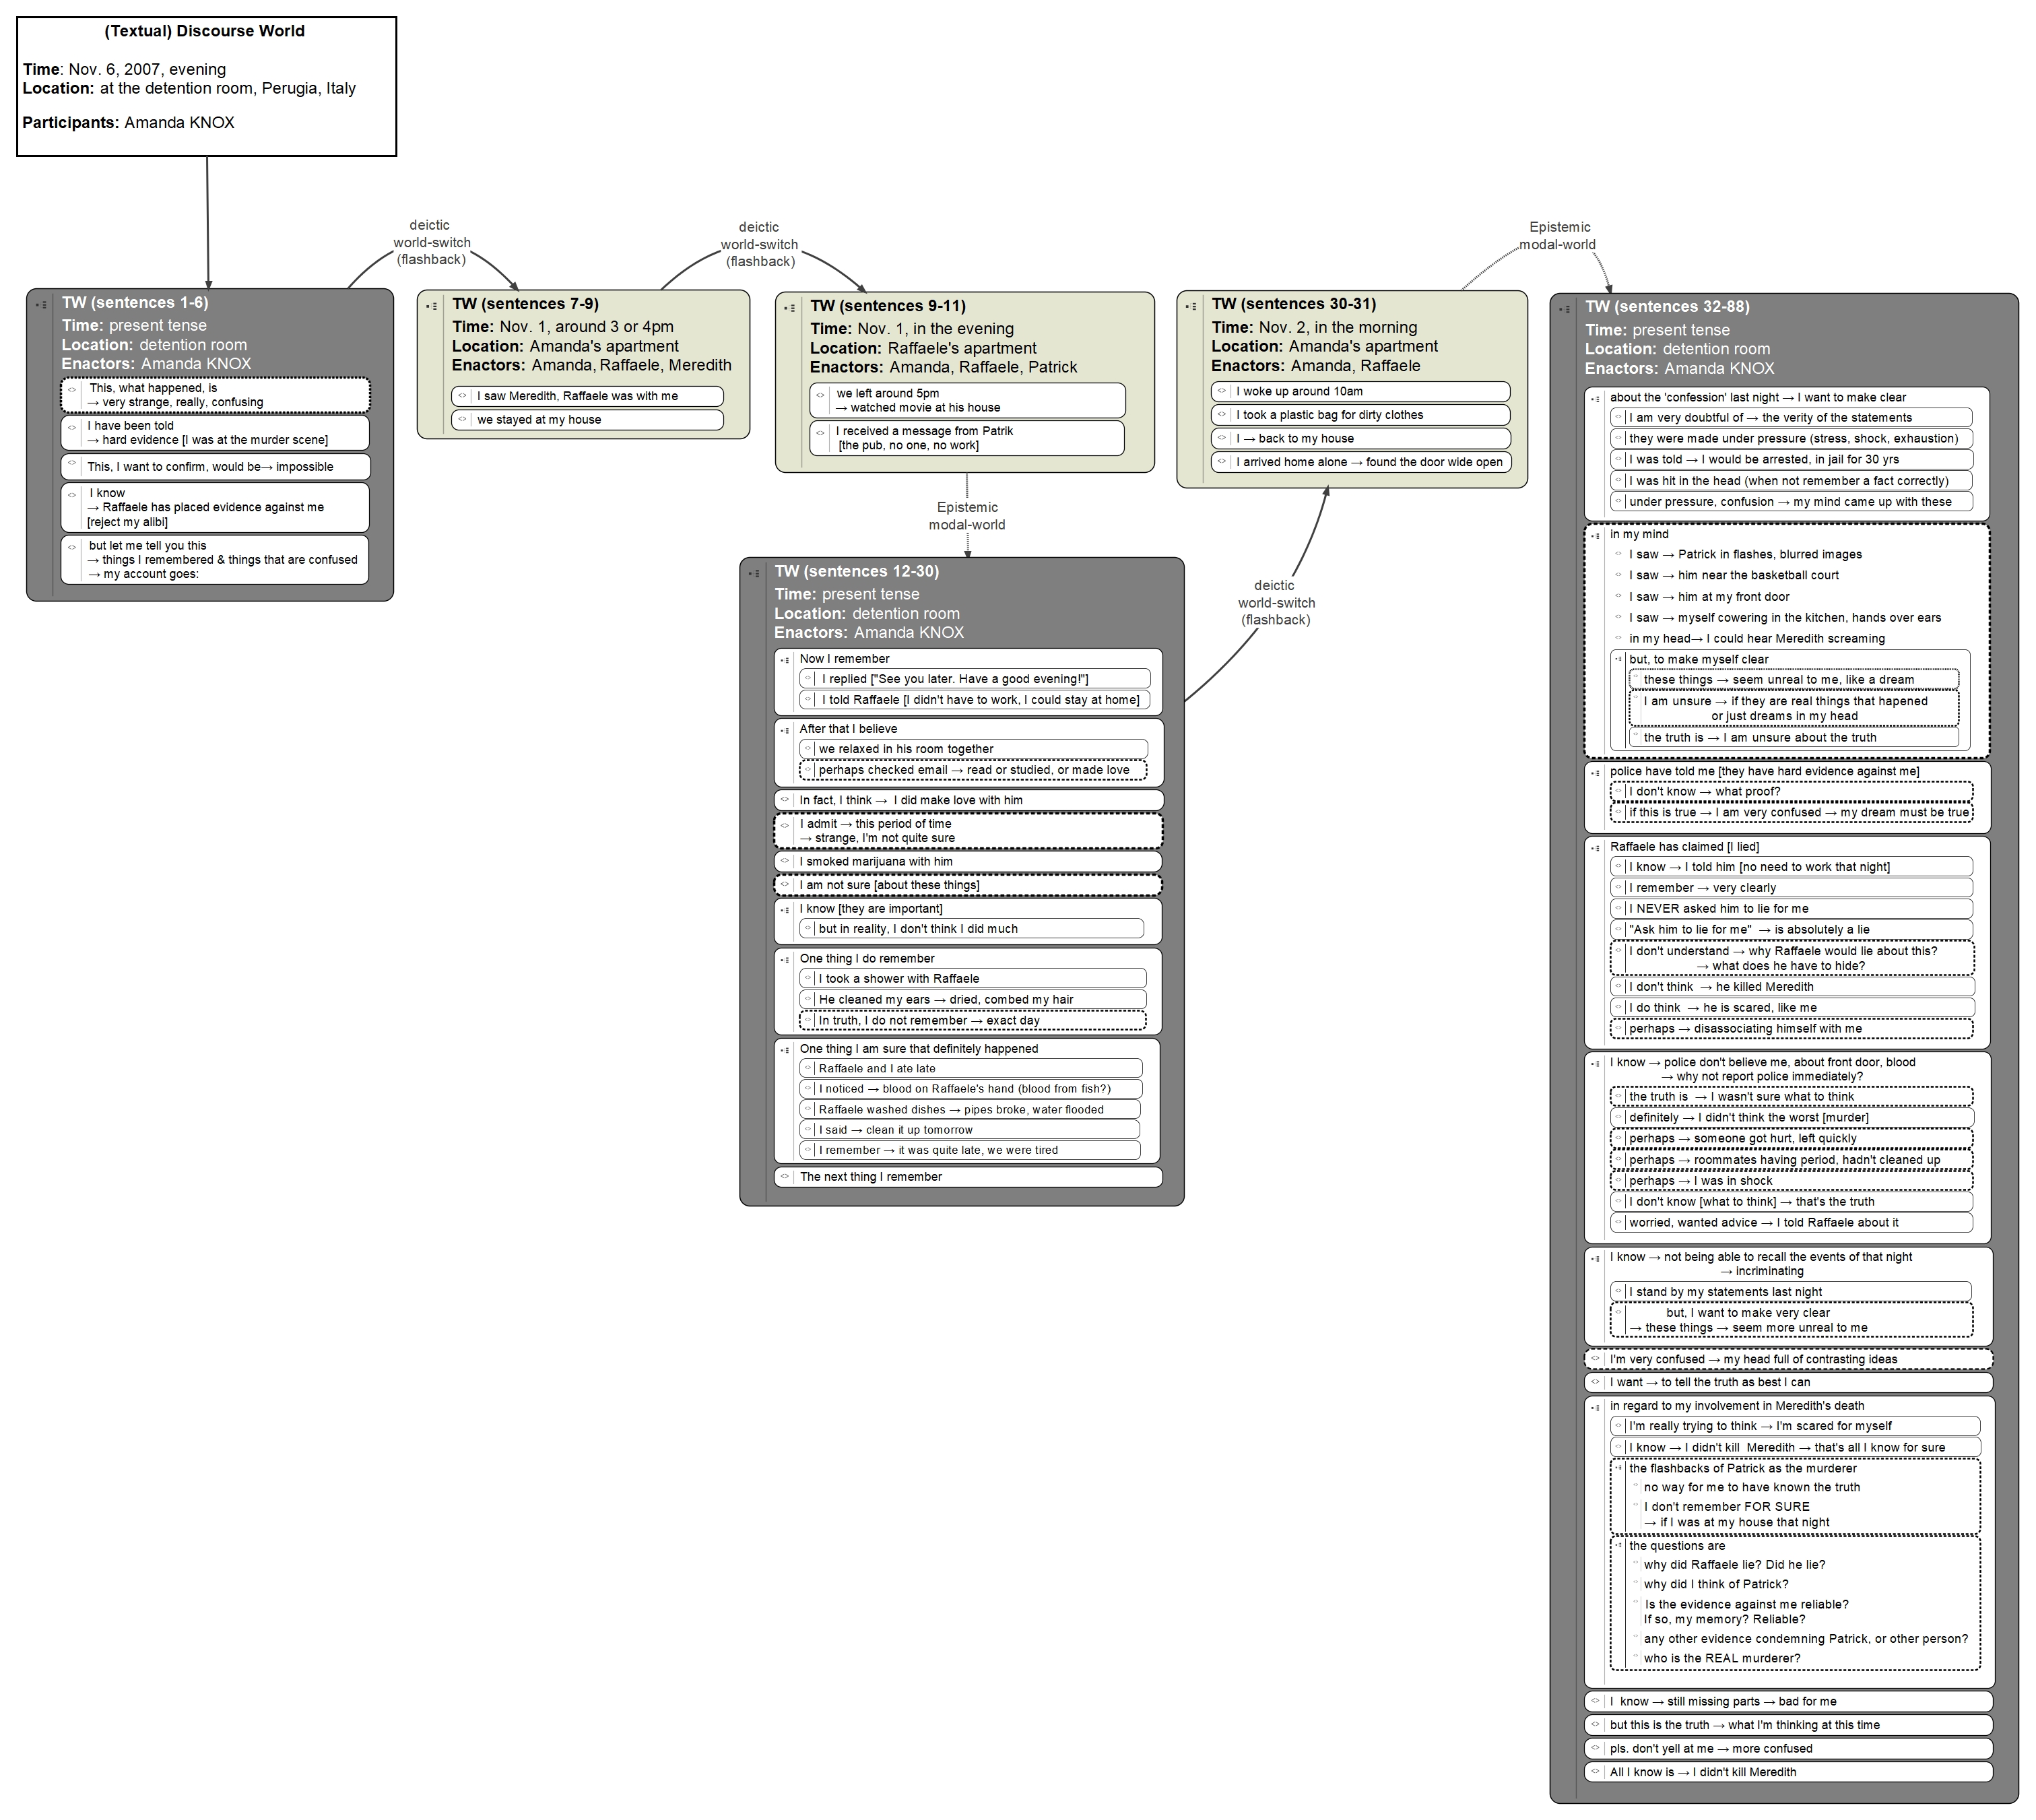 (Textual) Discourse World
Time: Nov. 6, 2007, evening
Location: at the detention room, Perugia, Italy
Participants: Amanda KNOX
deictic
world-switch
(flashback)
deictic
world-switch
(flashback)
Epistemic
modal-world
TW (sentences 1-6)
Time: present tense
Location: detention room
Enactors: Amanda KNOX
This, what happened, is
→ very strange, really, confusing
I have been told
→ hard evidence [I was at the murder scene]
This, I want to confirm, would be→ impossible
I know
→ Raffaele has placed evidence against me
[reject my alibi]
but let me tell you this
→ things I remembered & things that are confused
→ my account goes:
TW (sentences 7-9)
Time: Nov. 1, around 3 or 4pm
Location: Amanda's apartment
Enactors: Amanda, Raffaele, Meredith
I saw Meredith, Raffaele was with me
we stayed at my house
TW (sentences 9-11)
Time: Nov. 1, in the evening
Location: Raffaele's apartment
Enactors: Amanda, Raffaele, Patrick
we left around 5pm
→ watched movie at his house
I received a message from Patrik
[the pub, no one, no work]
Epistemic
modal-world
TW (sentences 12-30)
Time: present tense
Location: detention room
Enactors: Amanda KNOX
Now I remember
I replied ["See you later. Have a good evening!"]
I told Raffaele [I didn't have to work, I could stay at home]
After that I believe
we relaxed in his room together
perhaps checked email → read or studied, or made love
In fact, I think → I did make love with him
I admit → this period of time
→ strange, I'm not quite sure
I smoked marijuana with him
I am not sure [about these things]
I know [they are important]
but in reality, I don't think I did much
One thing I do remember
I took a shower with Raffaele
He cleaned my ears → dried, combed my hair
In truth, I do not remember → exact day
One thing I am sure that definitely happened
Raffaele and I ate late
I noticed → blood on Raffaele's hand (blood from fish?)
Raffaele washed dishes → pipes broke, water flooded
I said → clean it up tomorrow
I remember → it was quite late, we were tired
The next thing I remember
deictic
world-switch
(flashback)
TW (sentences 30-31)
Time: Nov. 2, in the morning
Location: Amanda's apartment
Enactors: Amanda, Raffaele
I woke up around 10am
I took a plastic bag for dirty clothes
I → back to my house
I arrived home alone → found the door wide open
TW (sentences 32-88)
Time: present tense
Location: detention room
Enactors: Amanda KNOX
about the 'confession' last night → I want to make clear
I am very doubtful of → the verity of the statements
they were made under pressure (stress, shock, exhaustion)
I was told → I would be arrested, in jail for 30 yrs
I was hit in the head (when not remember a fact correctly)
under pressure, confusion → my mind came up with these
in my mind
I saw → Patrick in flashes, blurred images
I saw → him near the basketball court
I saw → him at my front door
I saw → myself cowering in the kitchen, hands over ears
in my head→ I could hear Meredith screaming
but, to make myself clear
these things → seem unreal to me, like a dream
I am unsure → if they are real things that hapened
or just dreams in my head
the truth is → I am unsure about the truth
police have told me [they have hard evidence against me]
I don't know → what proof?
if this is true → I am very confused → my dream must be true
Raffaele has claimed [I lied]
I know → I told him [no need to work that night]
I remember → very clearly
I NEVER asked him to lie for me
"Ask him to lie for me" → is absolutely a lie
I don't understand → why Raffaele would lie about this?
→ what does he have to hide?
I don't think → he killed Meredith
I do think → he is scared, like me
perhaps → disassociating himself with me
I know → police don't believe me, about front door, blood
→ why not report police immediately?
the truth is → I wasn't sure what to think
definitely → I didn't think the worst [murder]
perhaps → someone got hurt, left quickly
perhaps → roommates having period, hadn't cleaned up
perhaps → I was in shock
I don't know [what to think] → that's the truth
worried, wanted advice → I told Raffaele about it
I know → not being able to recall the events of that night
→ incriminating
I stand by my statements last night
but, I want to make very clear
→ these things → seem more unreal to me
I'm very confused → my head full of contrasting ideas
I want → to tell the truth as best I can
in regard to my involvement in Meredith's death
I'm really trying to think → I'm scared for myself
I know → I didn't kill Meredith → that's all I know for sure
the flashbacks of Patrick as the murderer
no way for me to have known the truth
I don't remember FOR SURE
→ if I was at my house that night
the questions are
why did Raffaele lie? Did he lie?
why did I think of Patrick?
Is the evidence against me reliable?
If so, my memory? Reliable?
any other evidence condemning Patrick, or other person?
who is the REAL murderer?
I know → still missing parts → bad for me
but this is the truth → what I'm thinking at this time
pls. don't yell at me → more confused
All I know is → I didn't kill Meredith